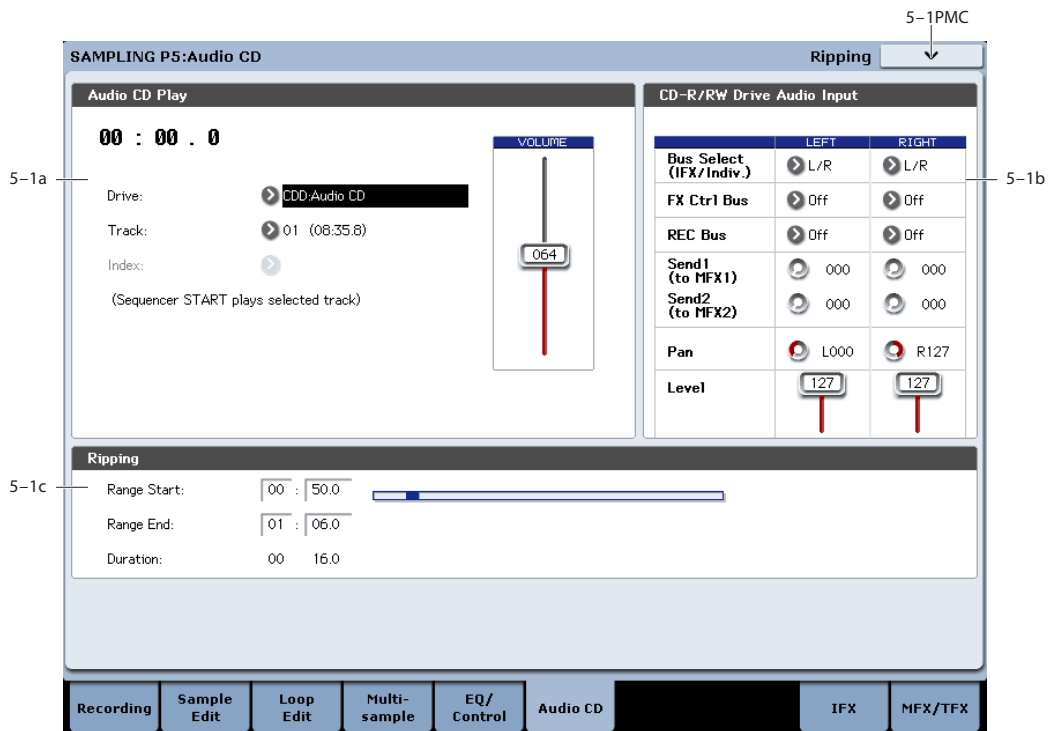 5–1PMC
SAMPLING P5:Audio CD
Ripping
Audio CD Play
CD-R/RW Drive Audio Input
00 : 00 . 0
VOLUME
LEFT RIGHT
5–1a
5–1b
Bus Select
(IFX/Indiv.)
L/R L/R
Drive: CDD:Audio CD
FX Ctrl Bus Off Off
Track: 01 (08:35.8)
REC Bus Off Off
064
Index:
Send1
(to MFX1)
000 000
(Sequencer START plays selected track)
Send2
(to MFX2)
000 000
Pan L000 R127
Level 127 127
Ripping
5–1c
Range Start: 00 : 50.0
Range End: 01 : 06.0
Duration: 00 16.0
Recording
Sample
Edit
Loop
Edit
Multi-
sample
EQ/
Control
Audio CD
IFX
MFX/TFX